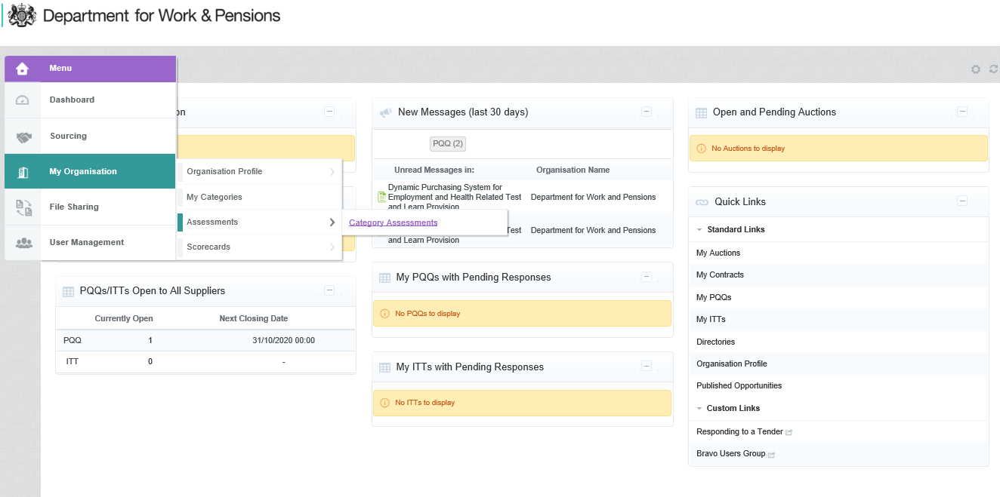 Department for Work & Pensions
Menu
Dashboard
Sourcing
My Organisation
File Sharing
User Management
Organisation Profile
My Categories
Assessments
Scorecards
Category Assessments
on
PQQs/ITTs Open to All Suppliers
Currently Open Next Closing Date
PQQ 1 31/10/2020 00:00
ITT 0 -
New Messages (last 30 days)
PQQ (2)
Unread Messages in: Organisation Name
Dynamic Purchasing System for
Employment and Health Related Test Department for Work and Pensions
and Learn Provision
Test Department for Work and Pensions
and Learn Provision
My PQQs with Pending Responses
No PQQs to display
My ITTs with Pending Responses
No ITTs to display
Open and Pending Auctions
No Auctions to display
Quick Links
Standard Links
My Auctions
My Contracts
My PQQs
My ITTs
Directories
Organisation Profile
Published Opportunities
Custom Links
Responding to a Tender
Bravo Users Group